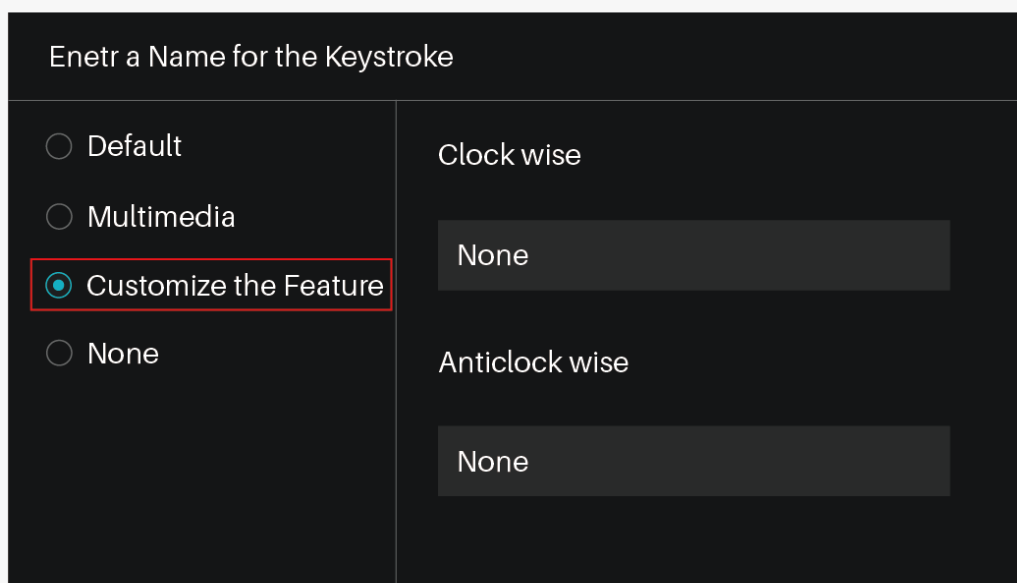 Enetr a Name for the Keystroke
Default
Multimedia
Customize the Feature
None
Clock wise
None
Anticlock wise
None